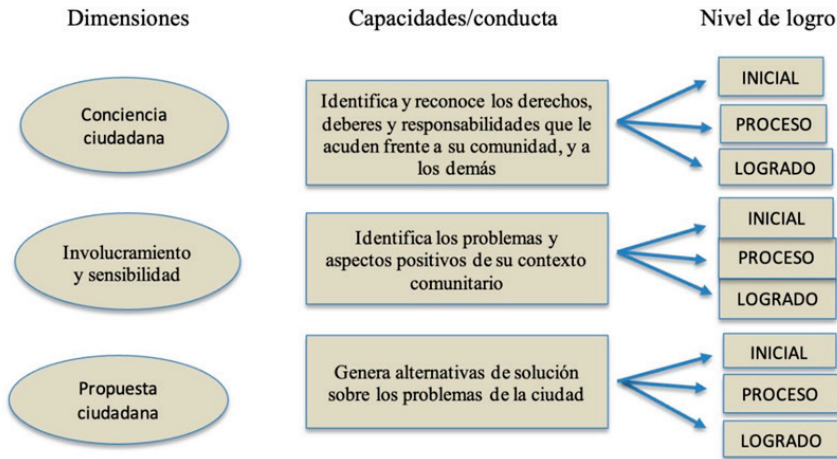 Dimensiones
Capacidades/conducta
Nivel de logro
Conciencia
ciudadana
Identifica y reconoce los derechos,
deberes y responsabilidades que le
acuden frente a su comunidad, y a
los demás
INICIAL
PROCESO
LOGRADO
Involucramiento
y sensibilidad
Identifica los problemas y
aspectos positivos de su contexto
comunitario
INICIAL
PROCESO
LOGRADO
Propuesta
ciudadana
Genera alternativas de solución
sobre los problemas de la ciudad
INICIAL
PROCESO
LOGRADO